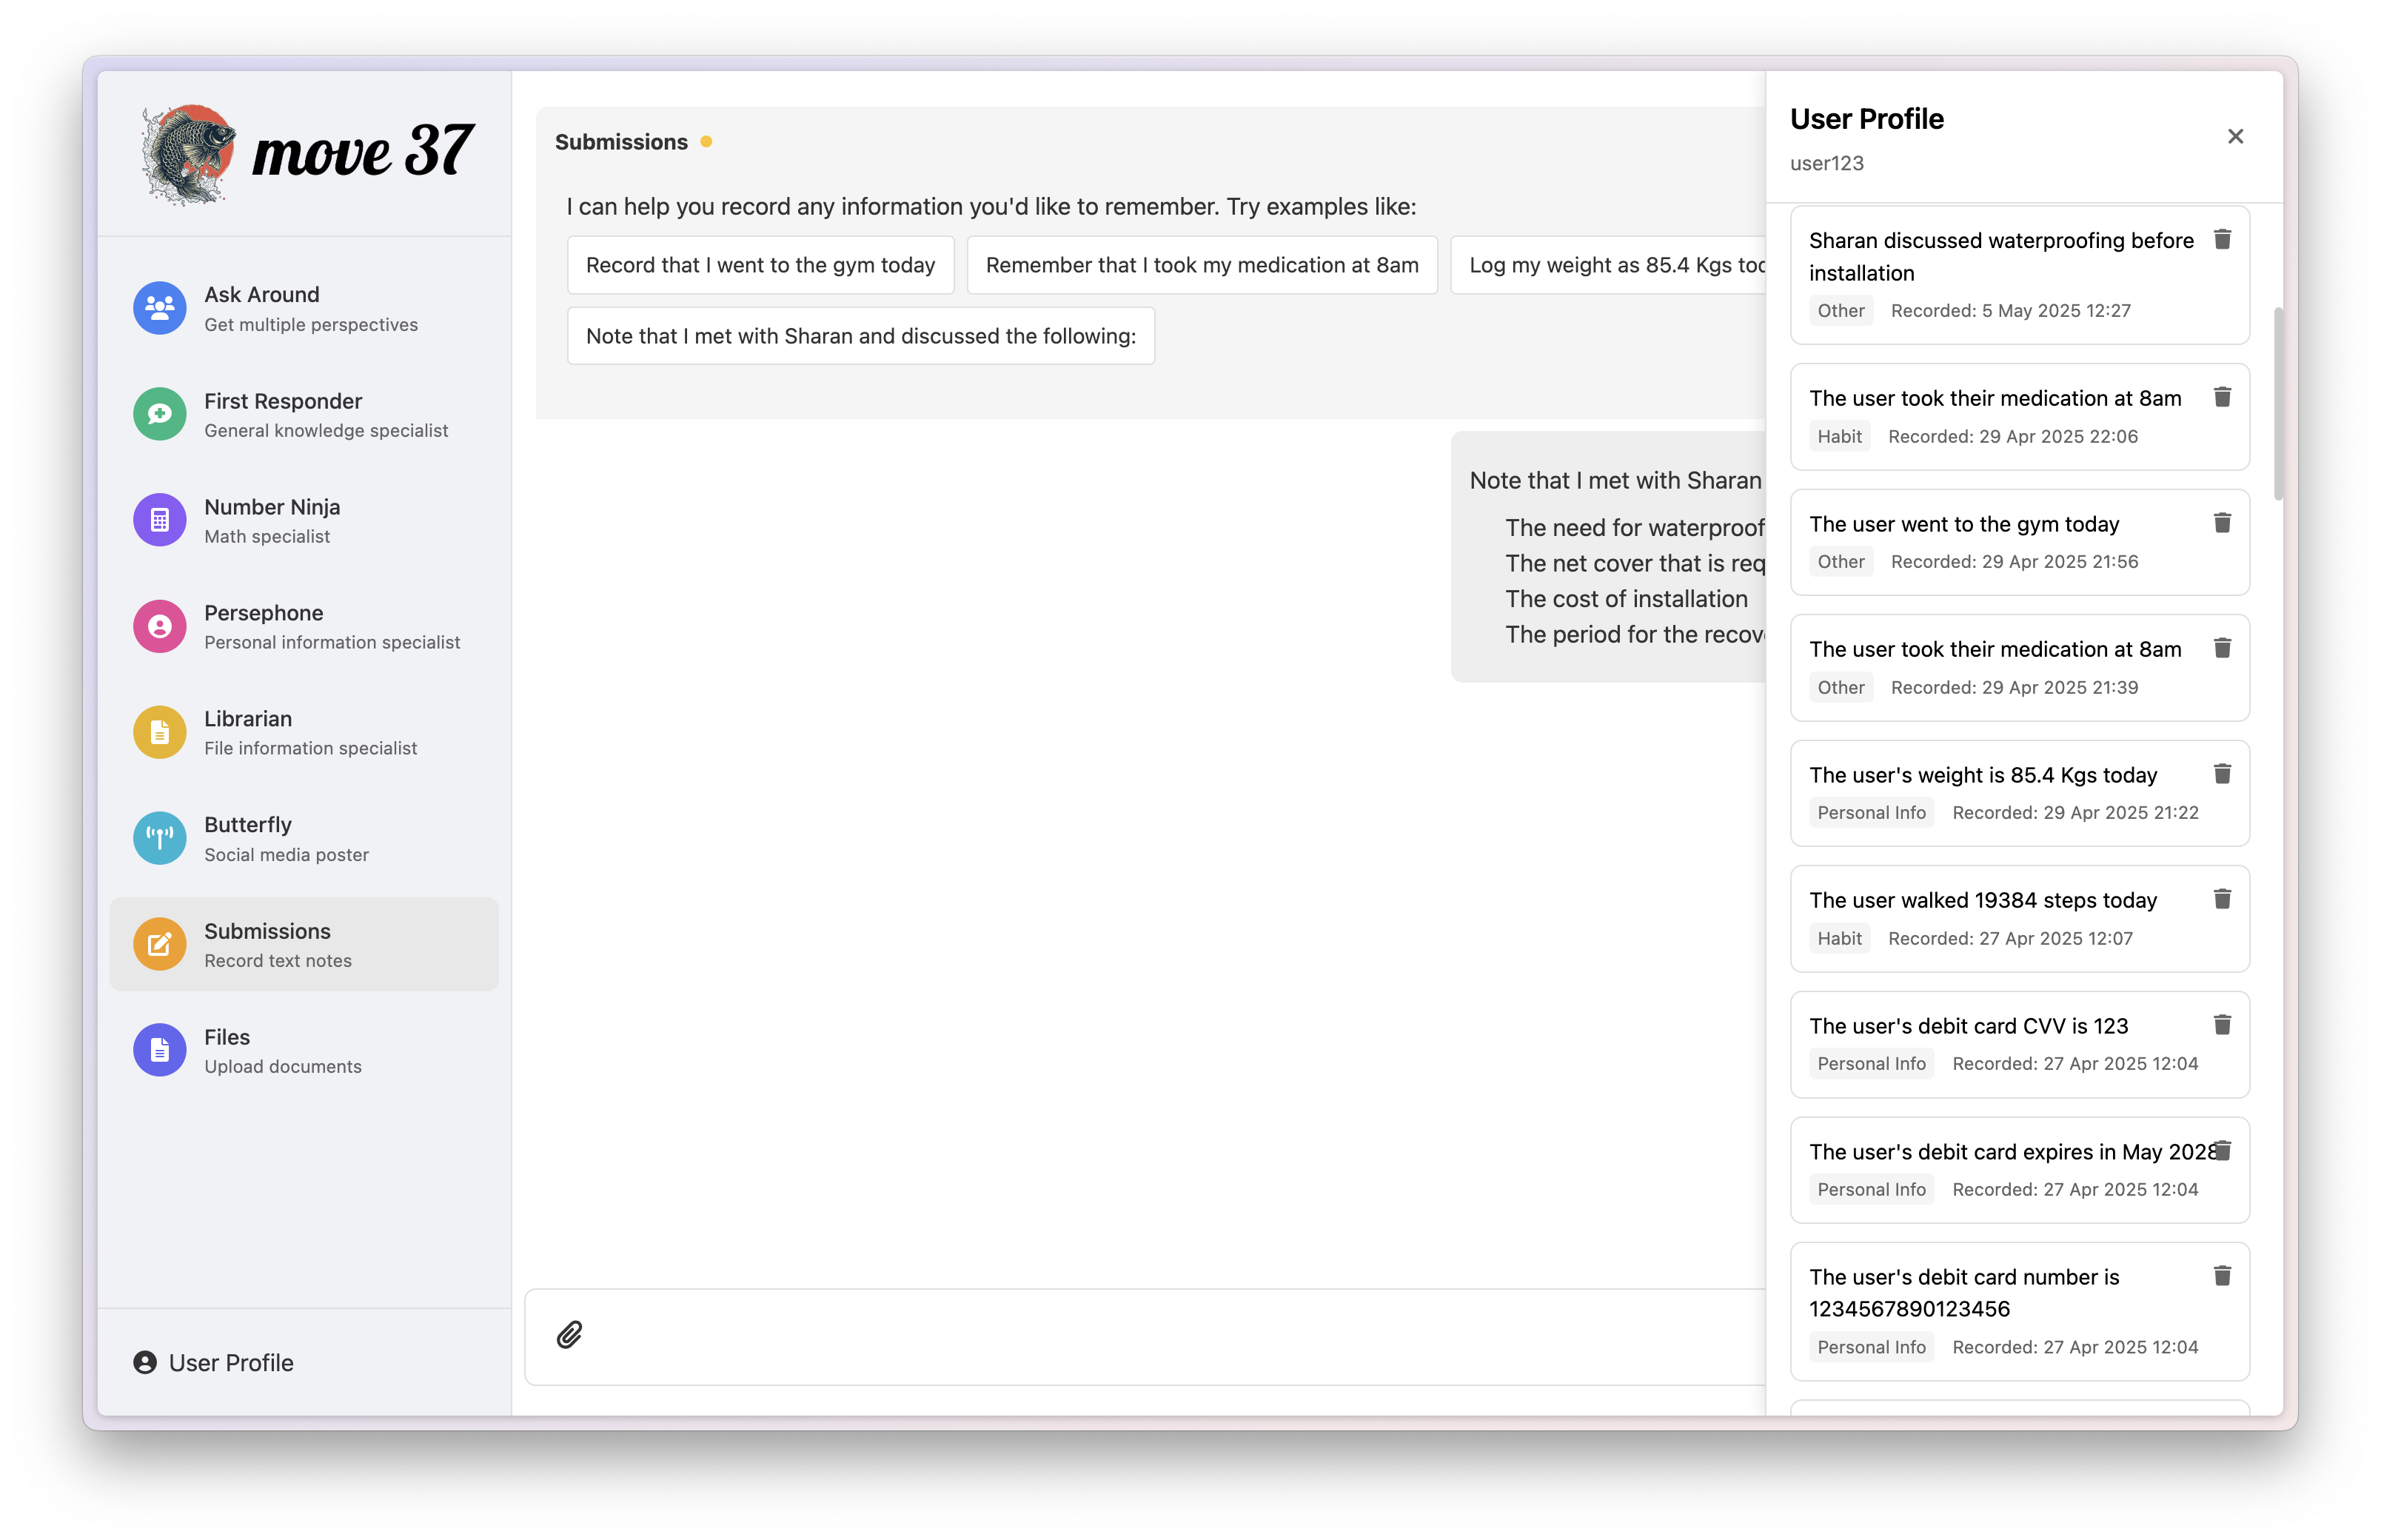 move 37
Ask Around
Get multiple perspectives
First Responder
General knowledge specialist
Number Ninja
Math specialist
Persephone
Personal information specialist
Librarian
File information specialist
Butterfly
Social media poster
Submissions
Record text notes
Files
Upload documents
User Profile
Submissions
I can help you record any information you'd like to remember. Try examples like:
Record that I went to the gym today
Remember that I took my medication at 8am
Log my weight as 85.4 Kgs
Note that I met with Sharan and discussed the following:
Note that I met with Sharan
The need for
The net cover that is
The cost of installation
The period for the
User Profile
user123
Sharan discussed waterproofing before
installation
Other Recorded: 5 May 2025 12:27
The user took their medication at 8am
Habit Recorded: 29 Apr 2025 22:06
The user went to the gym today
Other Recorded: 29 Apr 2025 21:56
The user took their medication at 8am
Other Recorded: 29 Apr 2025 21:39
The user's weight is 85.4 Kgs today
Personal Info Recorded: 29 Apr 2025 21:22
The user walked 19384 steps today
Habit Recorded: 27 Apr 2025 12:07
The user's debit card CVV is 123
Personal Info Recorded: 27 Apr 2025 12:04
The user's debit card expires in May 2028
Personal Info Recorded: 27 Apr 2025 12:04
The user's debit card number is
1234567890123456
Personal Info Recorded: 27 Apr 2025 12:04